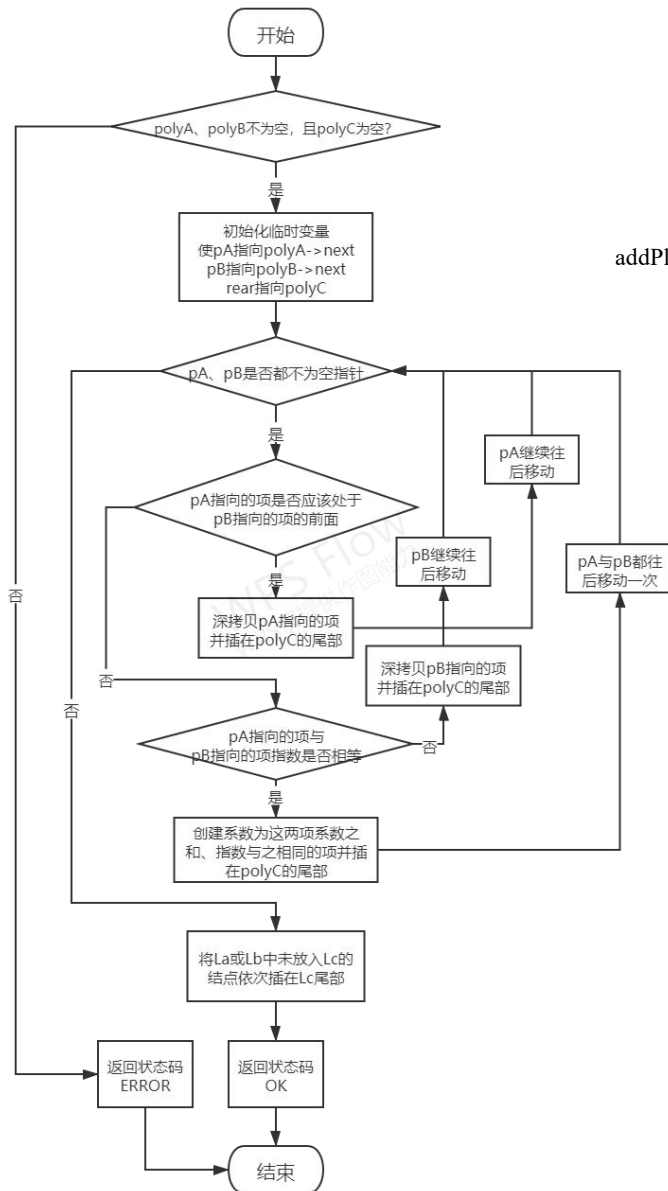 开始
polyA、polyB不为空，且polyC为空?
是
初始化临时变量
使pA指向polyA->next
pB指向polyB->next
rear指向polyC
addPl
pA、pB是否都不为空指针
是
pA继续往
后移动
pA指向的项是否应该处于
pB指向的项的前面
pB继续往
后移动
pA与pB都往
后移动一次
否
是
深拷贝pA指向的项
并插在polyC的尾部
深拷贝pB指向的项
并插在polyC的尾部
否
否
pA指向的项与
pB指向的项指数是否相等
否
是
创建系数为这两项系数之
和、指数与之相同的项并插
在polyC的尾部
将La或Lb中未放入Lc的
结点依次插在Lc尾部
返回状态码
ERROR
返回状态码
OK
结束